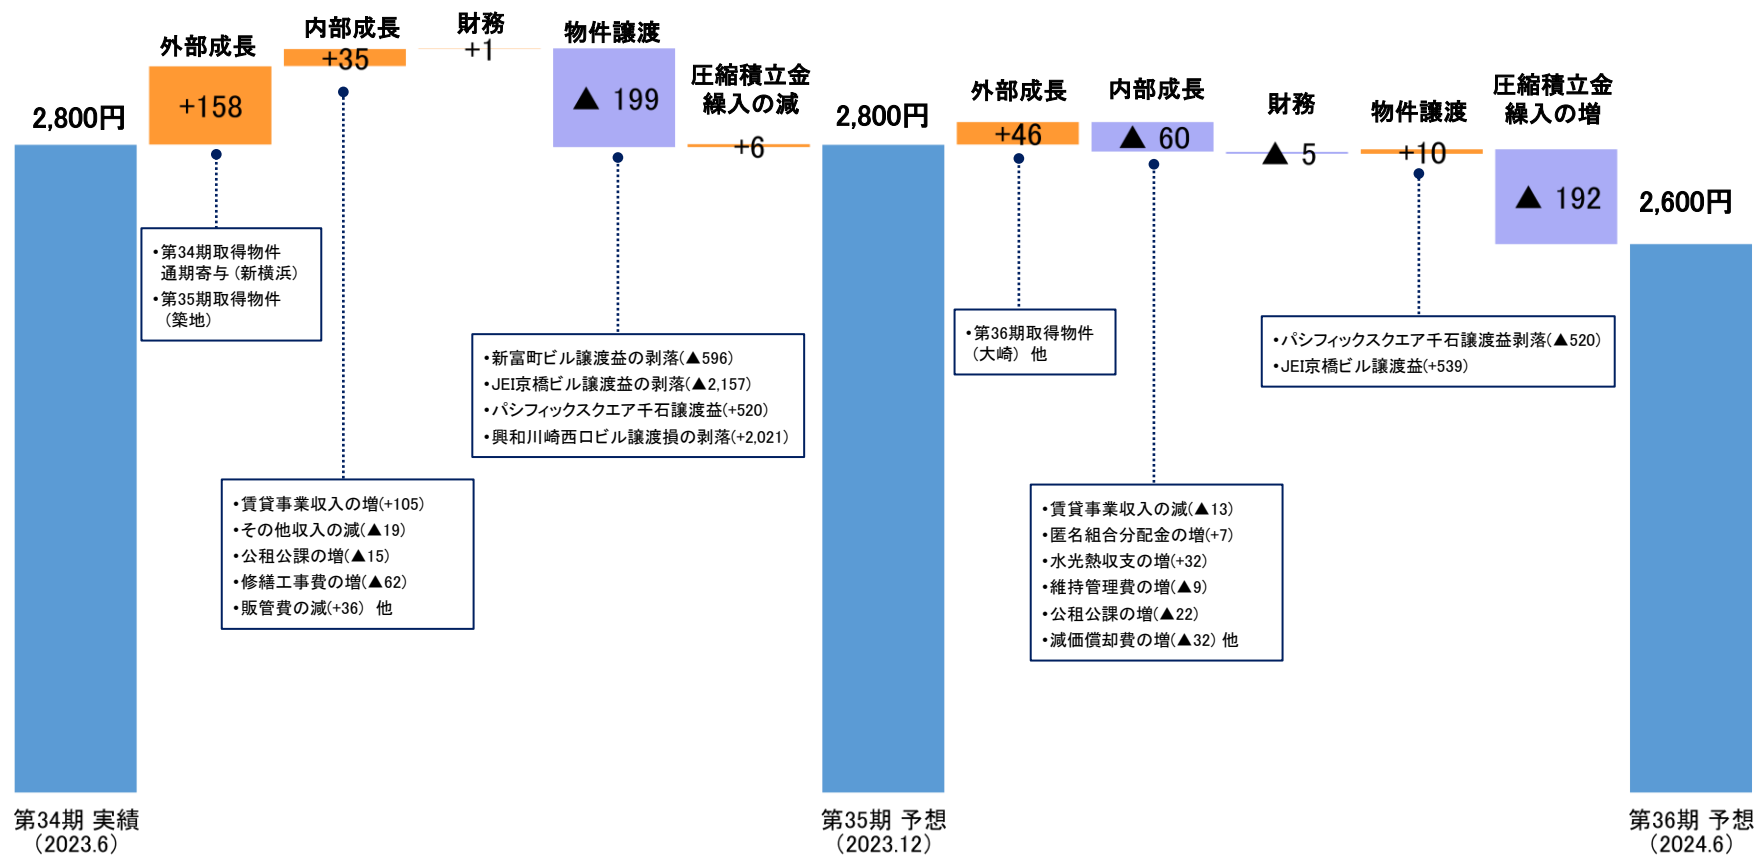 2,800円
外部成長
+158
内部成長
+35
財務
+1
物件譲渡
▲ 199
圧縮積立金
繰入の減
+6
2,800円
外部成長
+46
内部成長
▲ 60
財務
▲ 5
物件譲渡
+10
圧縮積立金
繰入の増
▲ 192
2,600円
・第34期取得物件
通期寄与（新横浜）
・第35期取得物件
（築地）
・賃貸事業収入の増(+105)
・その他収入の減(▲19)
・公租公課の増(▲15)
・修繕工事費の増(▲62)
・販管費の減(+36) 他
・新富町ビル譲渡益の剥落(▲596)
・JEI京橋ビル譲渡益の剥落(▲2,157)
・パシフィックスクエア千石譲渡益(+520)
・興和川崎西口ビル譲渡損の剥落(+2,021)
・第36期取得物件
（大崎）他
・賃貸事業収入の減(▲13)
・匿名組合分配金の増(+7)
・水光熱収支の増(+32)
・維持管理費の増(▲9)
・公租公課の増(▲22)
・減価償却費の増(▲32) 他
・パシフィックスクエア千石譲渡益剥落(▲520)
・JEI京橋ビル譲渡益(+539)
第34期 実績
（2023.6）
第35期 予想
（2023.12）
第36期 予想
（2024.6）